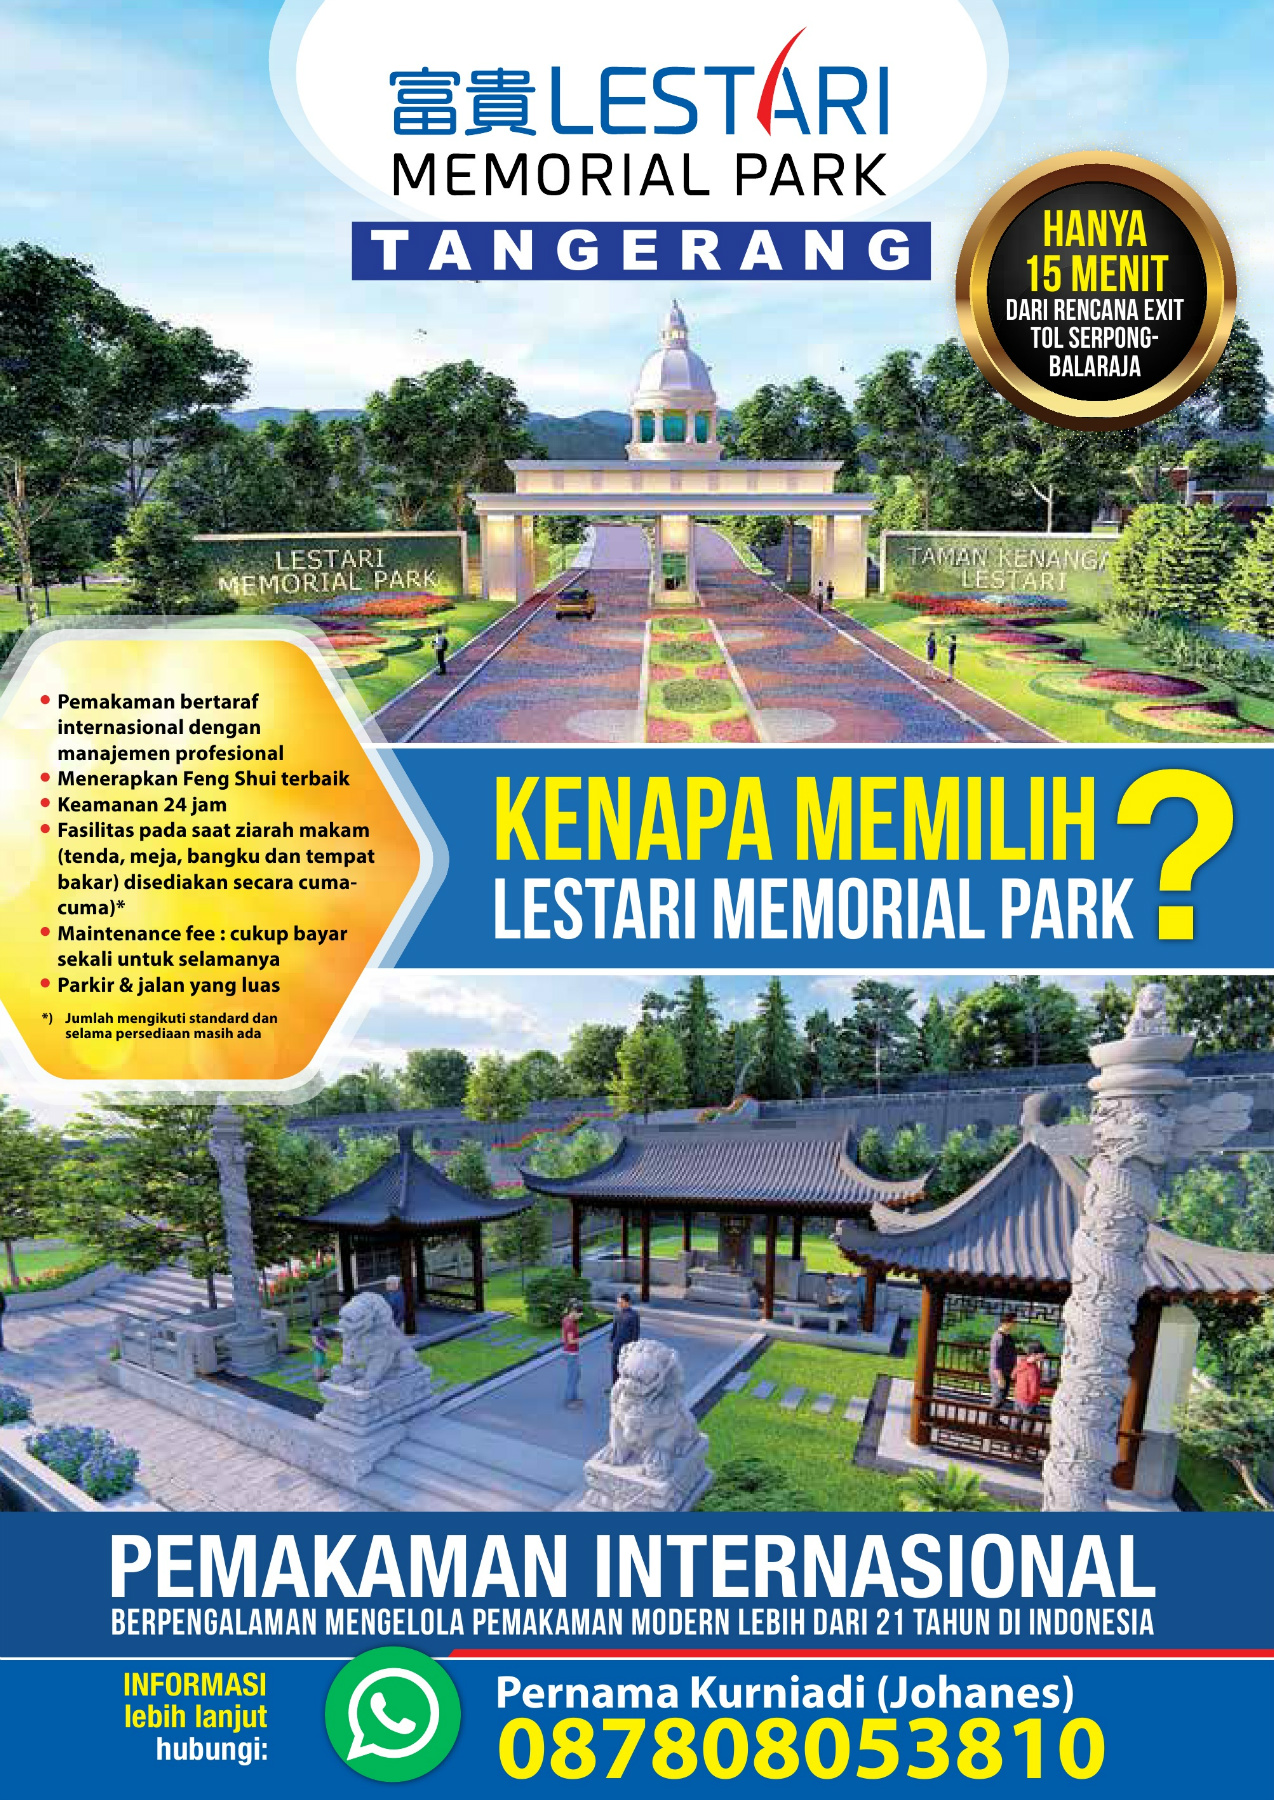 富貴LESTARI
MEMORIAL PARK
TANGERANG
HANYA
15 MENIT
DARI RENCANA EXIT
TOL SERPONG-
BALARAJA
LESTARI
MEMORIAL PARK
TAMAN KENANGA
LESTARI
• Pemakaman bertaraf
internasional dengan
manajemen profesional
• Menerapkan Feng Shui terbaik
• Keamanan 24 jam
• Fasilitas pada saat ziarah makam
(tenda, meja, bangku dan tempat
bakar) disediakan secara cuma-
cuma)*
• Maintenance fee : cukup bayar
sekali untuk selamanya
• Parkir & jalan yang luas
*) Jumlah mengikuti standard dan
selama persediaan masih ada
KENAPA MEMILIH
LESTARI MEMORIAL PARK ?
PEMAKAMAN INTERNASIONAL
BERPENGALAMAN MENGELOLA PEMAKAMAN MODERN LEBIH DARI 21 TAHUN DI INDONESIA
INFORMASI
lebih lanjut
hubungi:
Pernama Kurniadi (Johanes)
087808053810